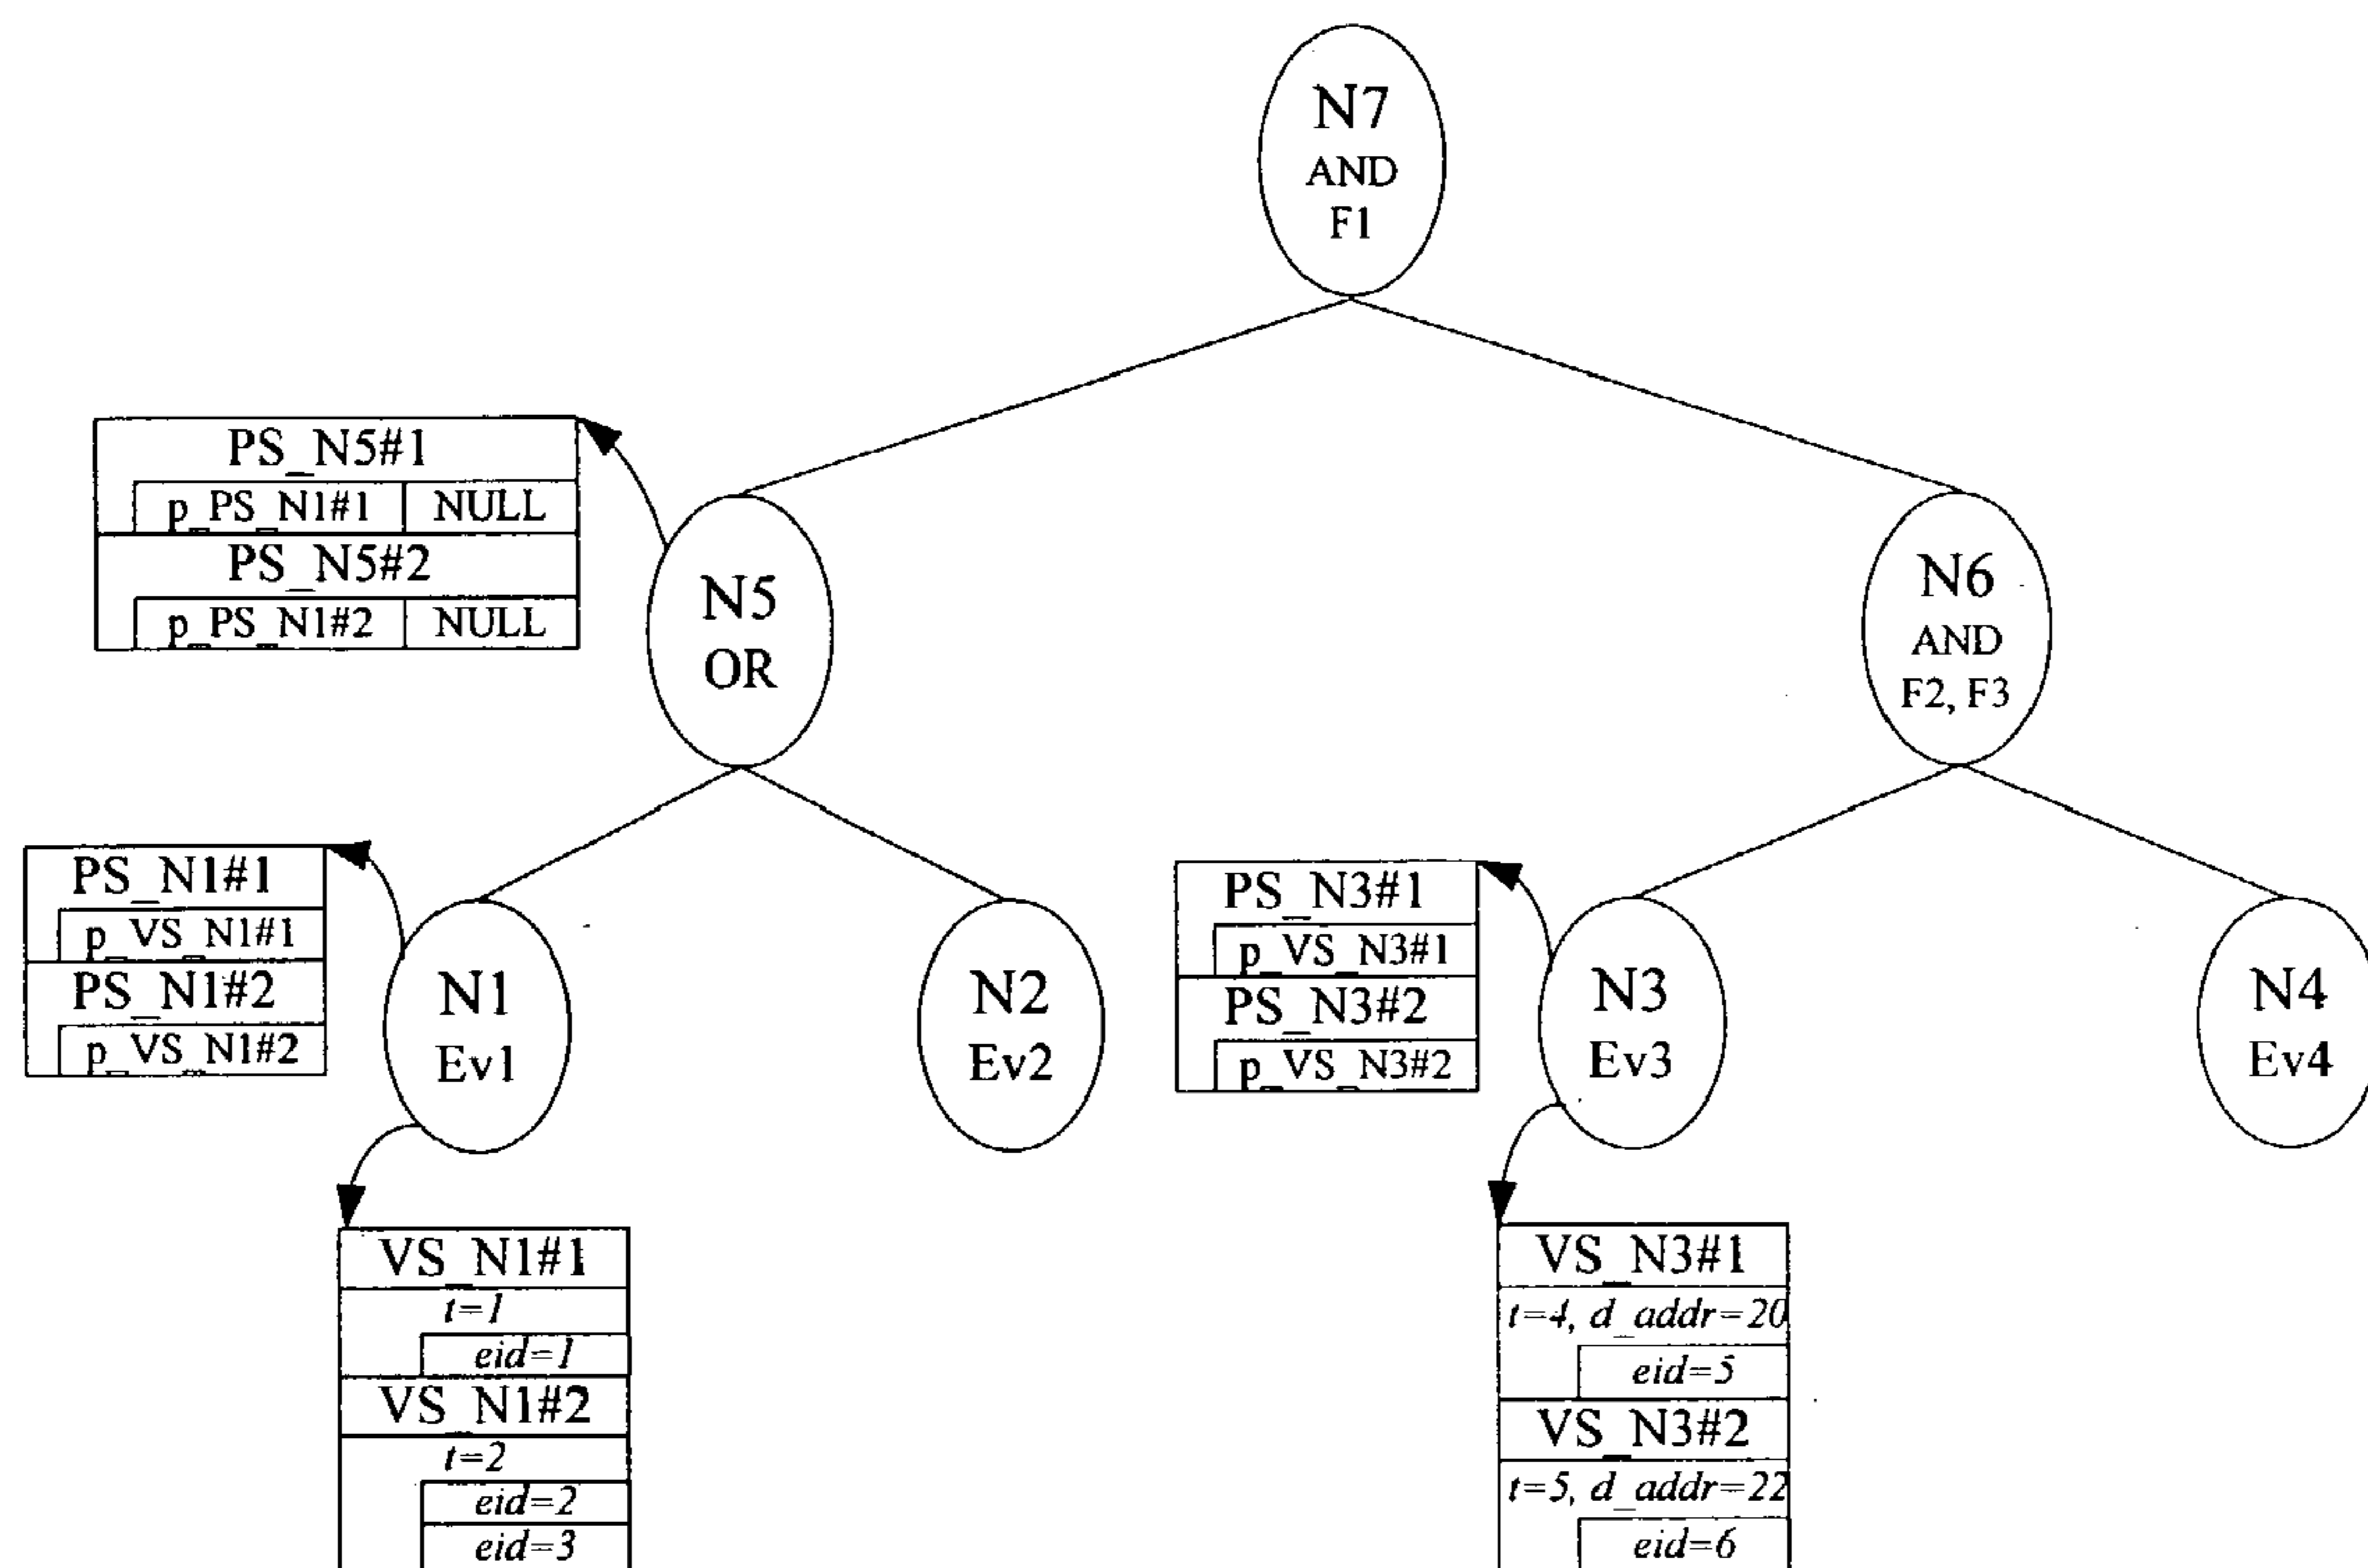 N7
AND
F1
PS_N5#1
p_PS_N1#1 NULL
PS_N5#2
p_PS_N1#2 NULL
N5
OR
N6
AND
F2, F3
PS_N1#1
p_VS_N1#1
PS_N1#2
p_VS_N1#2
N1
Ev1
N2
Ev2
PS_N3#1
p_VS_N3#1
PS_N3#2
p_VS_N3#2
N3
Ev3
N4
Ev4
VS_N1#1
t=1
eid=1
VS_N1#2
t=2
eid=2
eid=3
VS_N3#1
t=4, d_addr=20
eid=5
VS_N3#2
t=5, d_addr=22
eid=6